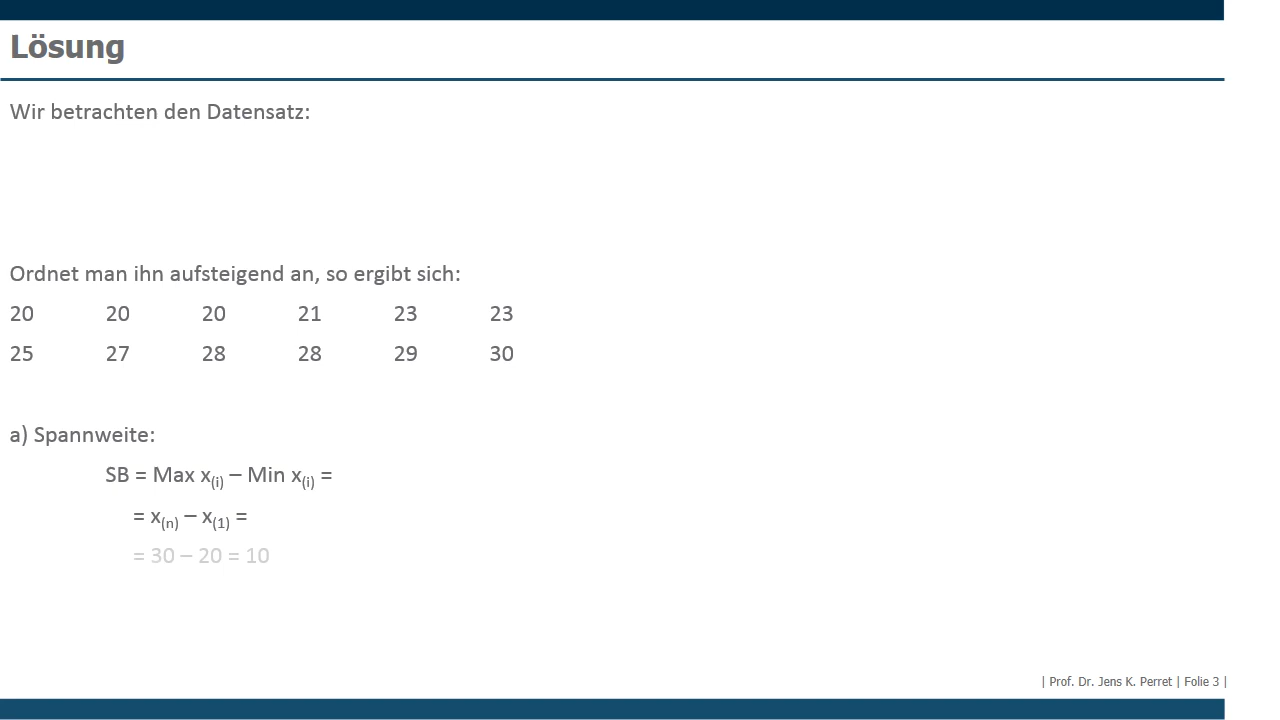 Lösung
Wir betrachten den Datensatz:
Ordnet man ihn aufsteigend an, so ergibt sich:
20 20 20 21 23 23
25 27 28 28 29 30
a) Spannweite:
SB = Max x(i) – Min x(i) =
= x(n) – x(1) =
= 30 – 20 = 10
| Prof. Dr. Jens K. Perret | Folie 3 |